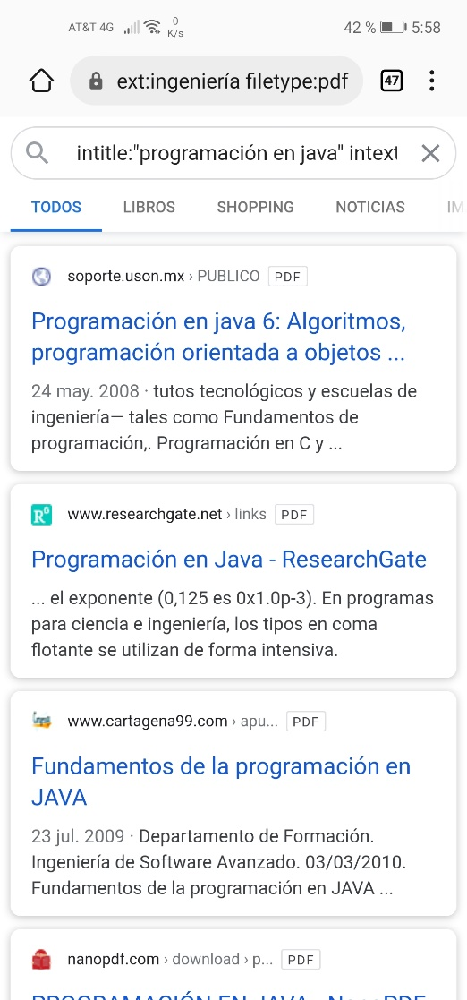 AT&T 4G 0 K/s 42 % 5:58
ext:ingeniería filetype:pdf 47
intitle:"programación en java" intext
TODOS LIBROS SHOPPING NOTICIAS IM
soporte.uson.mx › PUBLICO PDF
Programación en java 6: Algoritmos,
programación orientada a objetos ...
24 may. 2008 · tutos tecnológicos y escuelas de
ingeniería— tales como Fundamentos de
programación,. Programación en C y ...
RG www.researchgate.net › links PDF
Programación en Java - ResearchGate
... el exponente (0,125 es 0x1.0p-3). En programas
para ciencia e ingeniería, los tipos en coma
flotante se utilizan de forma intensiva.
www.cartagena99.com › apu... PDF
Fundamentos de la programación en
JAVA
23 jul. 2009 · Departamento de Formación.
Ingeniería de Software Avanzado. 03/03/2010.
Fundamentos de la programación en JAVA ...
nanopdf.com › download › p... PDF
PROGRAMACIÓN EN JAVA - NanoPDF